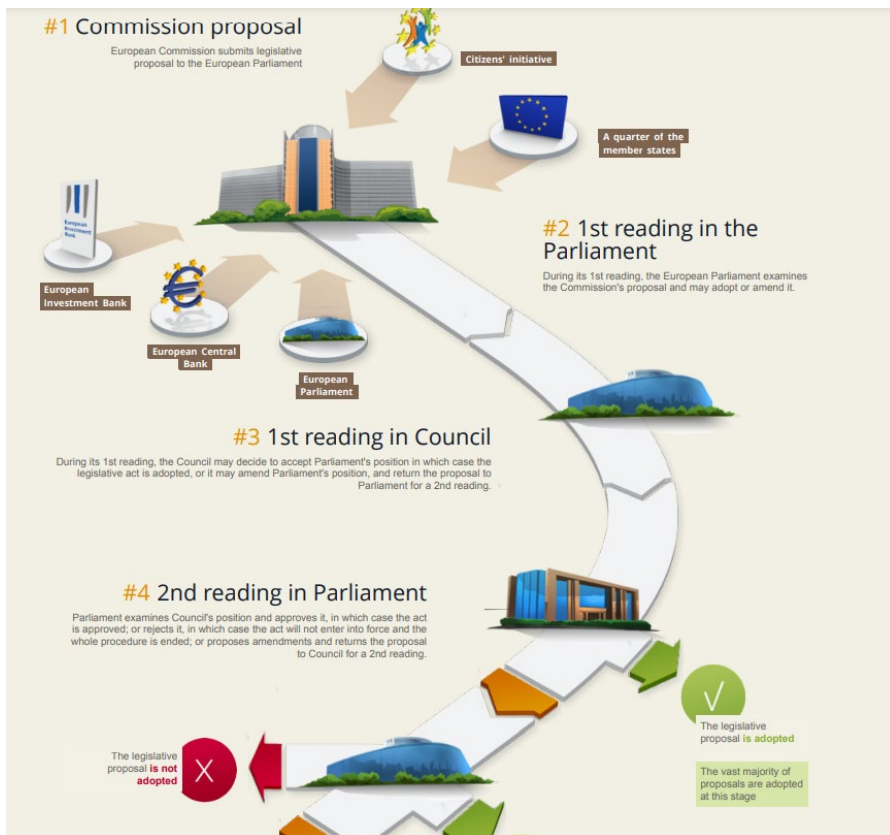 #1 Commission proposal
European Commission submits legislative
proposal to the European Parliament
Citizens' initiative
A quarter of the
member states
European
Investment
Bank
European
Investment Bank
European Central
Bank
European
Parliament
#2 1st reading in the
Parliament
During its 1st reading, the European Parliament examines
the Commission's proposal and may adopt or amend it.
#3 1st reading in Council
During its 1st reading, the Council may decide to accept Parliament's position in which case the
legislative act is adopted, or it may amend Parliament's position, and return the proposal to
Parliament for a 2nd reading.
#4 2nd reading in Parliament
Parliament examines Council's position and approves it, in which case the act
is approved; or rejects it, in which case the act will not enter into force and the
whole procedure is ended; or proposes amendments and returns the proposal
to Council for a 2nd reading.
The legislative
proposal is adopted
The vast majority of
proposals are adopted
at this stage
The legislative
proposal is not
adopted
X